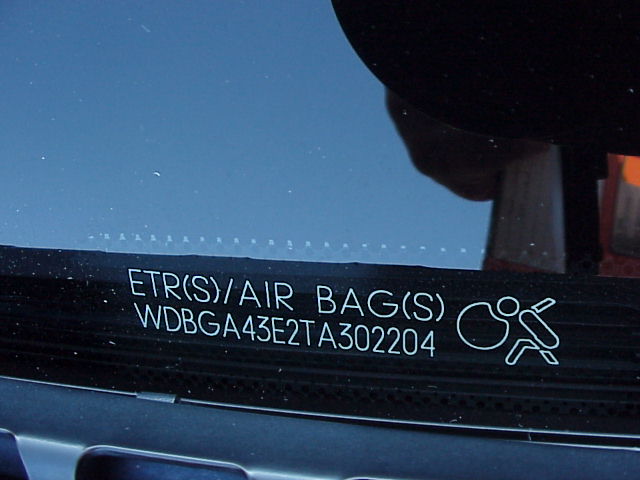 ETR(S)/AIR BAG(S)
WDBGA43E2TA302204